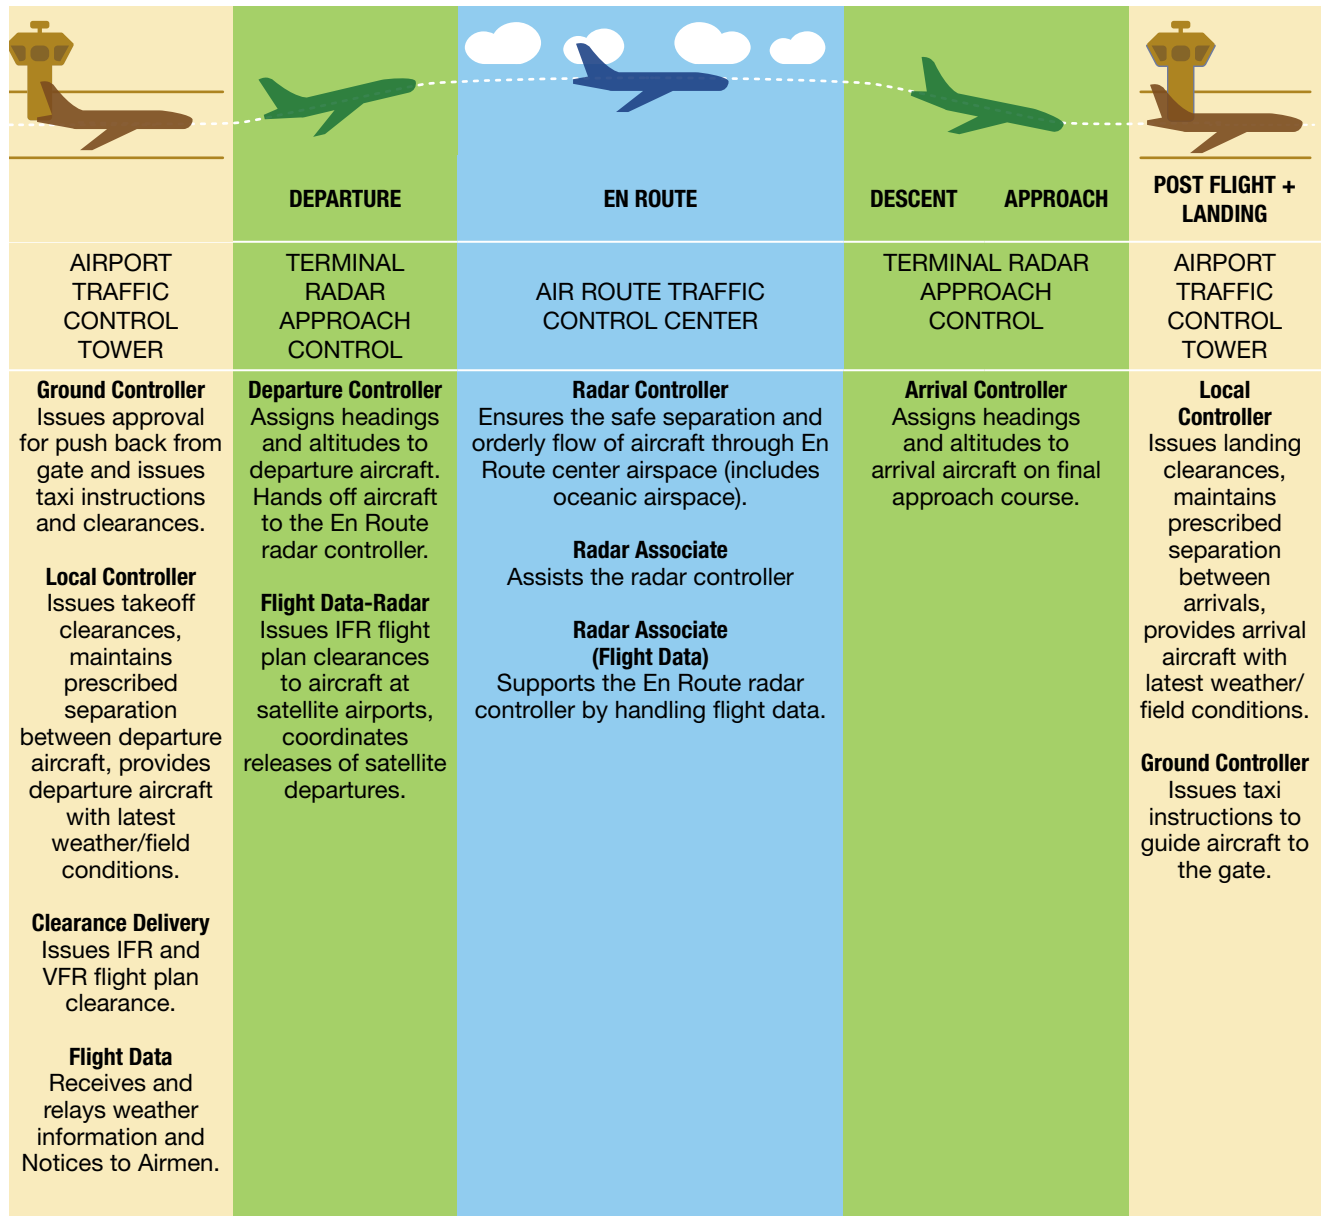 DEPARTURE
EN ROUTE
DESCENT APPROACH
POST FLIGHT +
LANDING
AIRPORT
TRAFFIC
CONTROL
TOWER
TERMINAL
RADAR
APPROACH
CONTROL
AIR ROUTE TRAFFIC
CONTROL CENTER
TERMINAL RADAR
APPROACH
CONTROL
AIRPORT
TRAFFIC
CONTROL
TOWER
Ground Controller
Issues approval
for push back from
gate and issues
taxi instructions
and clearances.
Local Controller
Issues takeoff
clearances,
maintains
prescribed
separation
between departure
aircraft, provides
departure aircraft
with latest
weather/field
conditions.
Clearance Delivery
Issues IFR and
VFR flight plan
clearance.
Flight Data
Receives and
relays weather
information and
Notices to Airmen.
Departure Controller
Assigns headings
and altitudes to
departure aircraft.
Hands off aircraft
to the En Route
radar controller.
Flight Data-Radar
Issues IFR flight
plan clearances
to aircraft at
satellite airports,
coordinates
releases of satellite
departures.
Radar Controller
Ensures the safe separation and
orderly flow of aircraft through En
Route center airspace (includes
oceanic airspace).
Radar Associate
Assists the radar controller
Radar Associate
(Flight Data)
Supports the En Route radar
controller by handling flight data.
Arrival Controller
Assigns headings
and altitudes to
arrival aircraft on final
approach course.
Local
Controller
Issues landing
clearances,
maintains
prescribed
separation
between
arrivals,
provides arrival
aircraft with
latest weather/
field conditions.
Ground Controller
Issues taxi
instructions to
guide aircraft to
the gate.